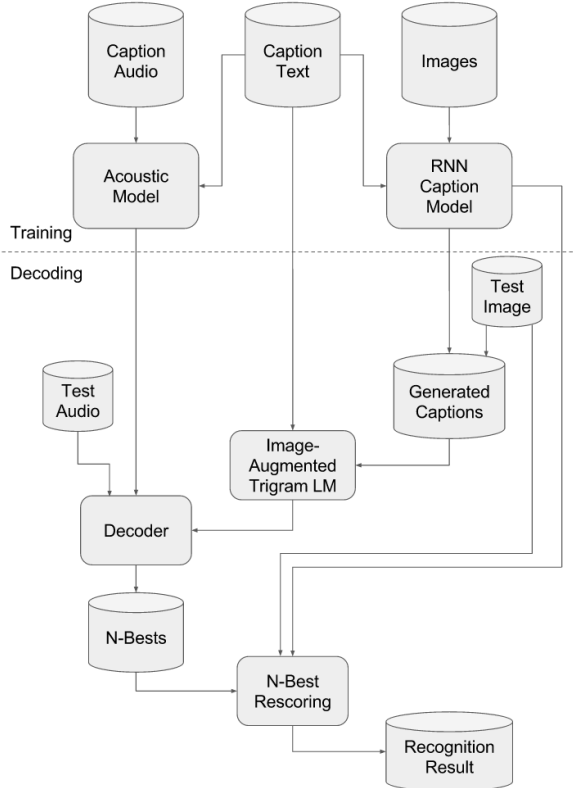 Caption
Audio
Caption
Text
Images
Acoustic
Model
RNN
Caption
Model
Training
Decoding
Test
Image
Test
Audio
Generated
Captions
Image-
Augmented
Trigram LM
Decoder
N-Bests
N-Best
Rescoring
Recognition
Result